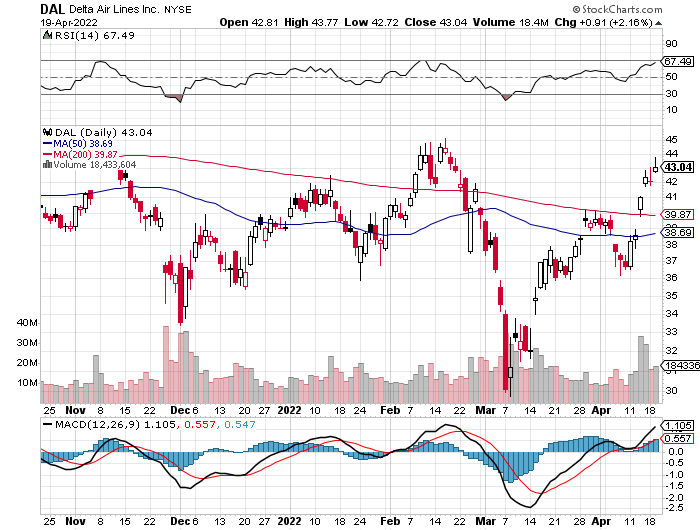 DAL Delta Air Lines Inc. NYSE © StockCharts.com
19-Apr-2022 Open 42.81 High 43.77 Low 42.72 Close 43.04 Volume 18.4M Chg +0.91 (+2.16%)
RSI(14) 67.49
90
67.49
50
30
10
DAL (Daily) 43.04
MA(50) 38.69
MA(200) 39.87
Volume 18,433,604
45
44
43.04
42
41
39.87
38.69
38
37
36
35
34
33
32
31
30
40M
30M
20M
10M
184336
25 Nov 8 15 22 Dec 6 13 20 27 2022 10 18 24 Feb 7 14 22 Mar 7 14 21 28 Apr 11 18
MACD(12,26,9) 1.105, 0.557, 0.547
1.105
0.557
0.0
-0.5
-1.0
-1.5
-2.0
-2.5
25 Nov 8 15 22 Dec 6 13 20 27 2022 10 18 24 Feb 7 14 22 Mar 7 14 21 28 Apr 11 18